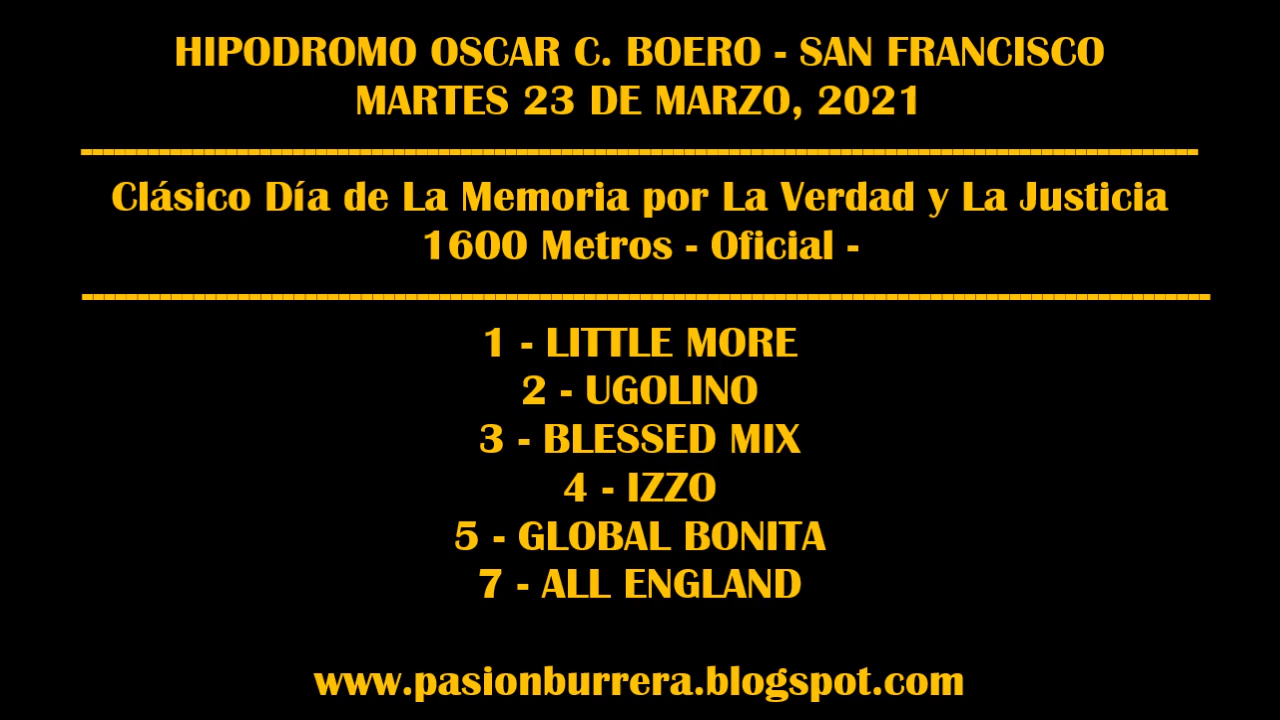 HIPODROMO OSCAR C. BOERO - SAN FRANCISCO
MARTES 23 DE MARZO, 2021
Clásico Día de La Memoria por La Verdad y La Justicia
1600 Metros - Oficial -
1 - LITTLE MORE
2 - UGOLINO
3 - BLESSED MIX
4 - IZZO
5 - GLOBAL BONITA
7 - ALL ENGLAND
www.pasionburrera.blogspot.com